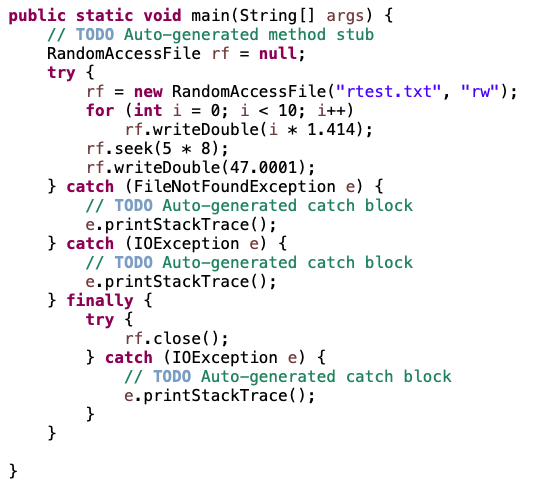 public static void main(String[] args) {
    // TODO Auto-generated method stub
    RandomAccessFile rf = null;
    try {
        rf = new RandomAccessFile("rtest.txt", "rw");
        for (int i = 0; i < 10; i++)
            rf.writeDouble(i * 1.414);
        rf.seek(5 * 8);
        rf.writeDouble(47.0001);
    } catch (FileNotFoundException e) {
        // TODO Auto-generated catch block
        e.printStackTrace();
    } catch (IOException e) {
        // TODO Auto-generated catch block
        e.printStackTrace();
    } finally {
        try {
            rf.close();
        } catch (IOException e) {
            // TODO Auto-generated catch block
            e.printStackTrace();
        }
    }

}